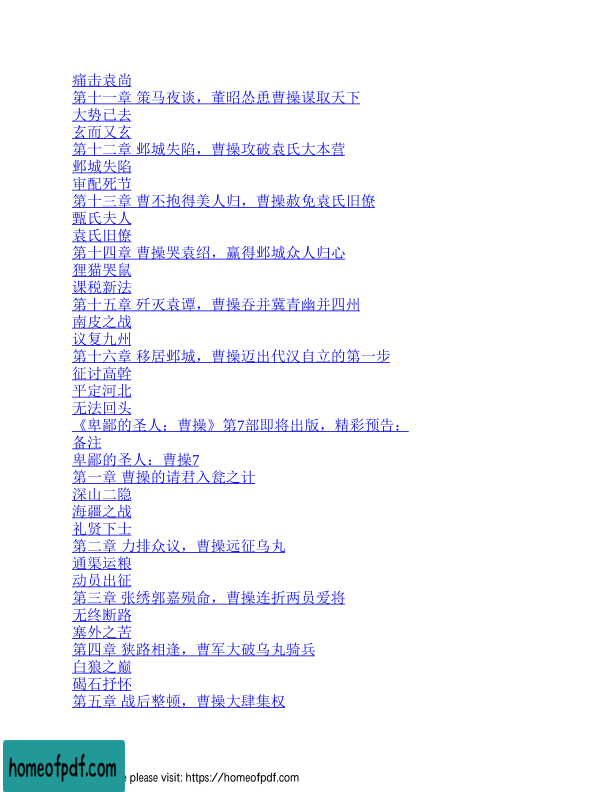 痛击袁尚
第十一章 策马夜谈，董昭怂恿曹操谋取天下
大势已去
玄而又玄
第十二章 邺城失陷，曹操攻破袁氏大本营
邺城失陷
审配死节
第十三章 曹丕抱得美人归，曹操赦免袁氏旧僚
甄氏夫人
袁氏旧僚
第十四章 曹操哭袁绍，赢得邺城众人归心
狸猫哭鼠
课税新法
第十五章 歼灭袁谭，曹操吞并冀青幽并四州
南皮之战
议复九州
第十六章 移居邺城，曹操迈出代汉自立的第一步
征讨高幹
平定河北
无法回头
《卑鄙的圣人：曹操》第7部即将出版，精彩预告：
备注
卑鄙的圣人：曹操7
第一章 曹操的请君入瓮之计
深山二隐
海疆之战
礼贤下士
第二章 力排众议，曹操远征乌丸
通渠运粮
动员出征
第三章 张绣郭嘉殒命，曹操连折两员爱将
无终断路
塞外之苦
第四章 狭路相逢，曹军大破乌丸骑兵
白狼之巅
碣石抒怀
第五章 战后整顿，曹操大肆集权
homeofpdf.com
e please visit: https://homeofpdf.com